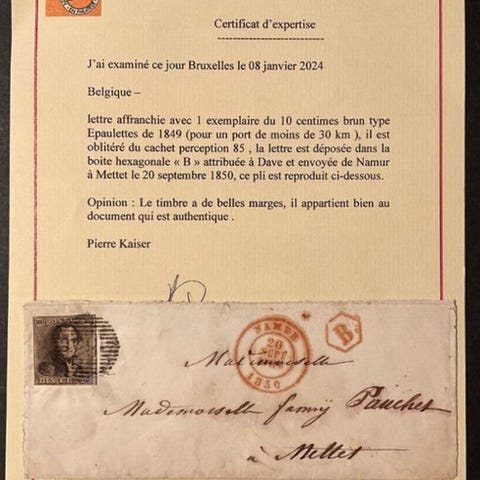 Certificat d'expertise
J'ai examiné ce jour Bruxelles le 08 janvier 2024
Belgique –
lettre affranchie avec 1 exemplaire du 10 centimes brun type
Epaulettes de 1849 (pour un port de moins de 30 km ), il est
oblitéré du cachet perception 85 , la lettre est déposée dans la
boite hexagonale « B » attribuée à Dave et envoyée de Namur
à Mettet le 20 septembre 1850, ce pli est reproduit ci-dessous.
Opinion : Le timbre a de belles marges, il appartient bien au
document qui est authentique .
Pierre Kaiser
NAMUR
20
SEPT
1850
B
Mademoiselle
Mademoiselle fanny Pauchet
à Mettet